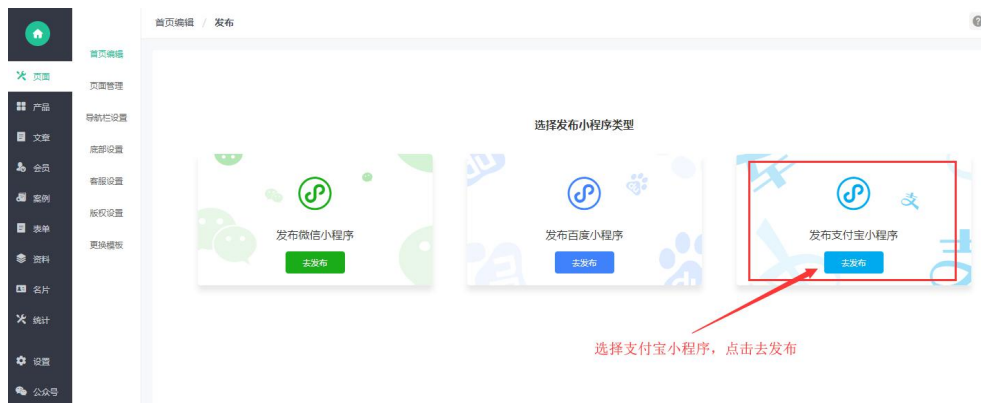 首页编辑 / 发布
首页编辑
页面
页面管理
产品
导航栏设置
文章
底部设置
会员
客服设置
案例
版权设置
表单
更换模板
资料
名片
统计
设置
公众号
选择发布小程序类型
发布微信小程序
去发布
发布百度小程序
去发布
发布支付宝小程序
去发布
选择支付宝小程序，点击去发布